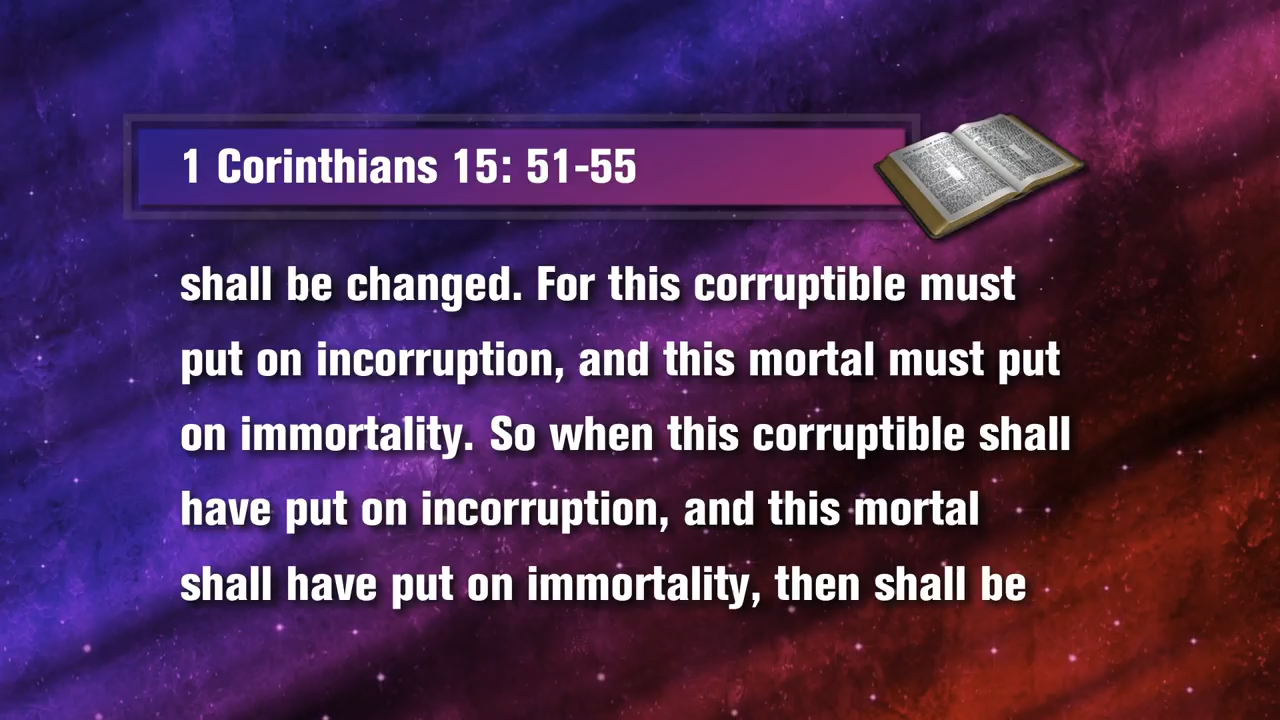 1 Corinthians 15: 51-55
shall be changed. For this corruptible must
put on incorruption, and this mortal must put
on immortality. So when this corruptible shall
have put on incorruption, and this mortal
shall have put on immortality, then shall be